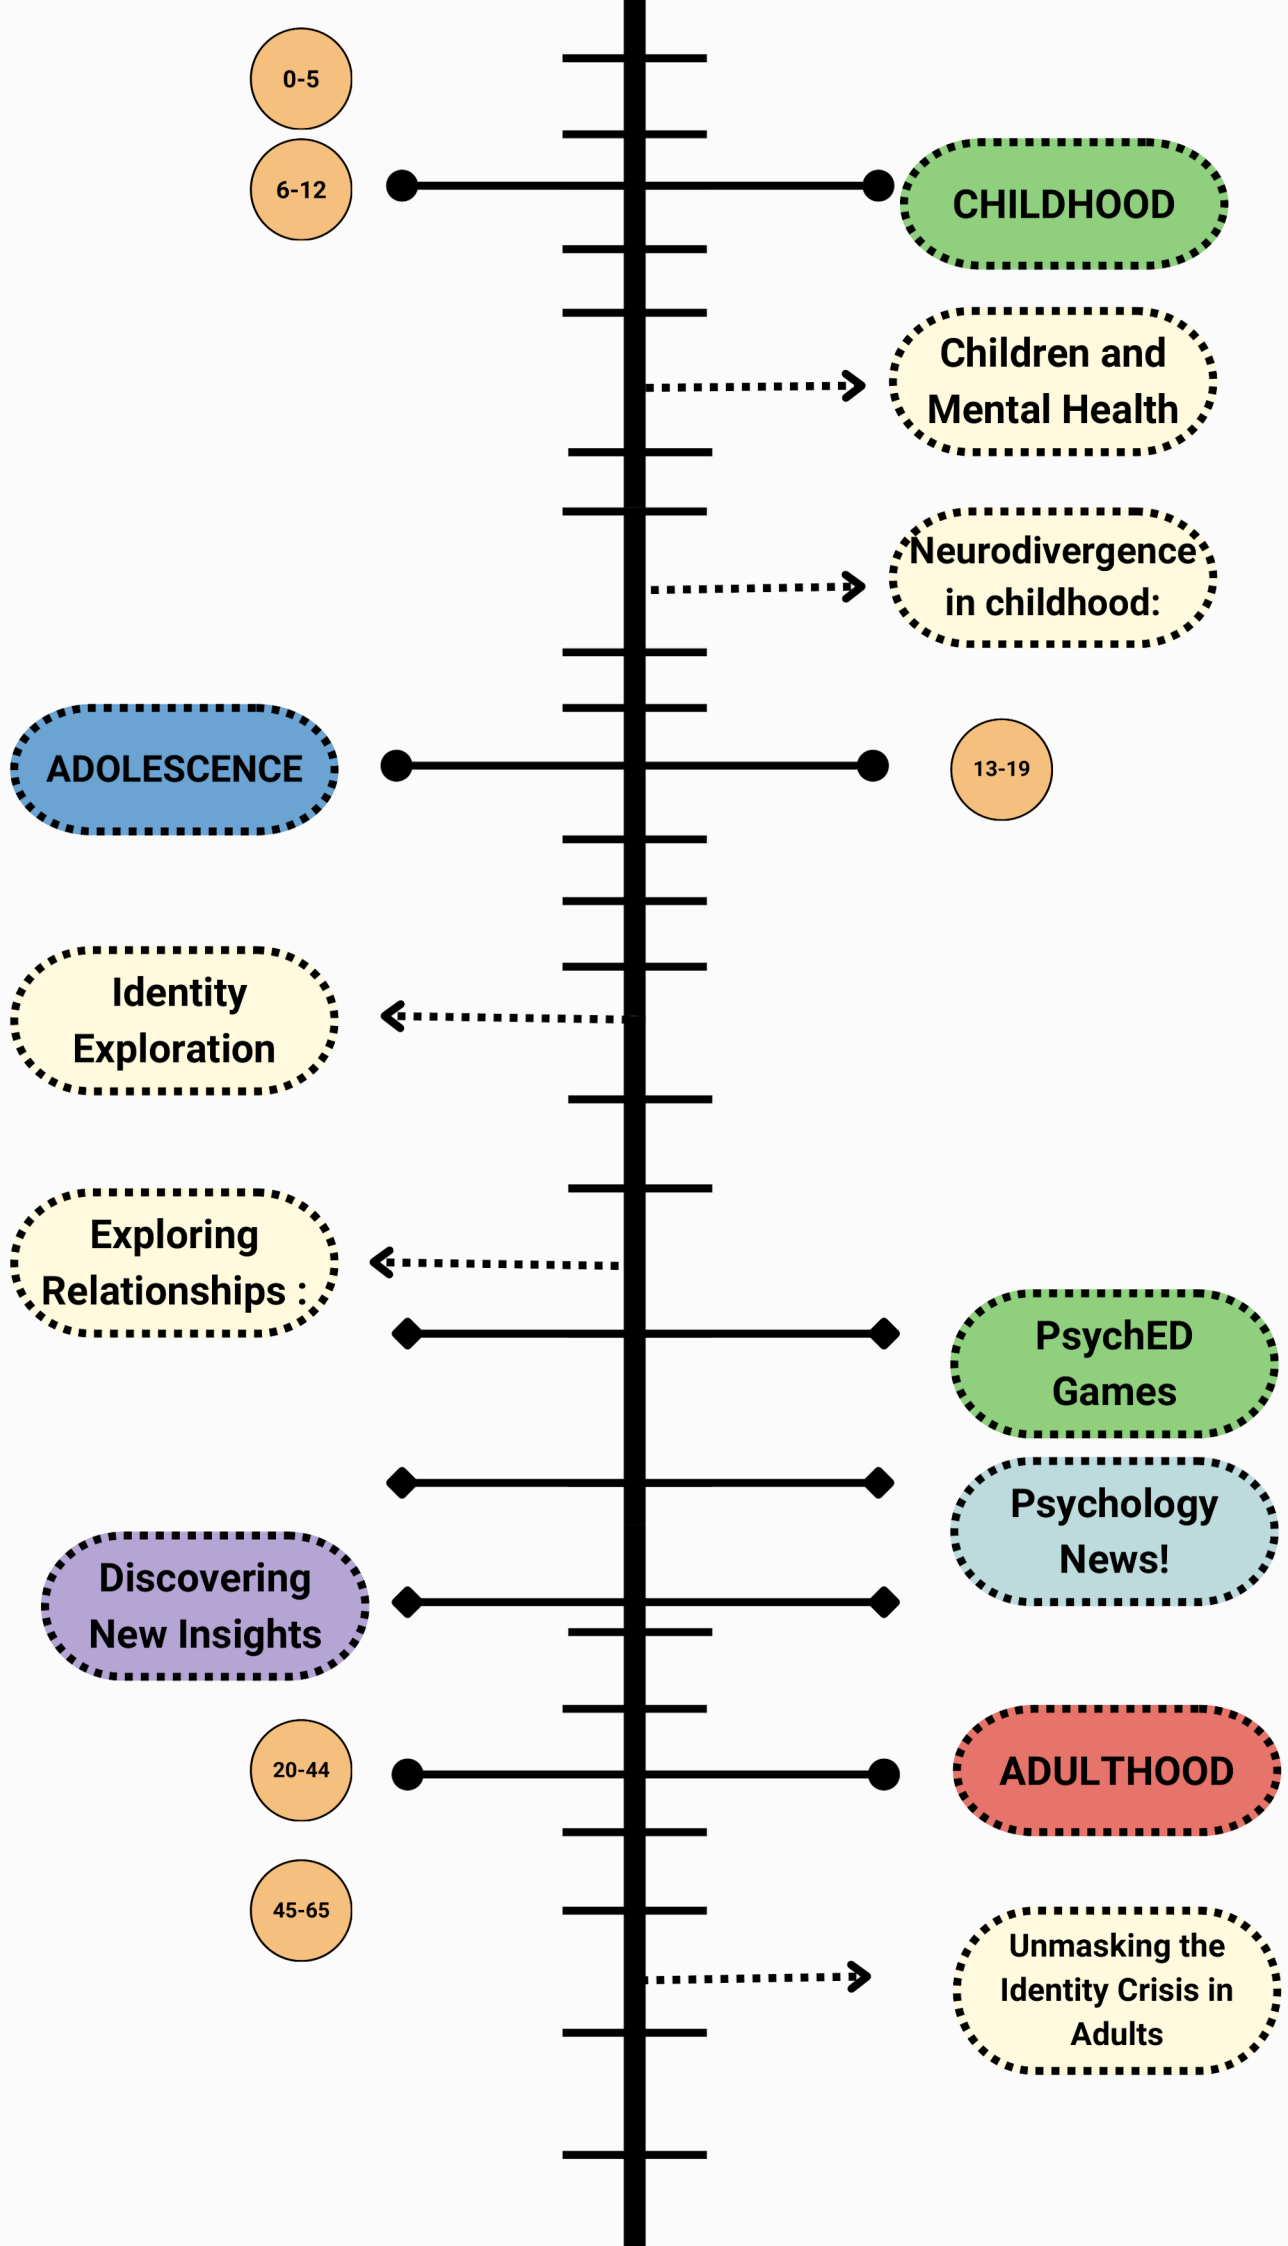 0-5
6-12
CHILDHOOD
Children and
Mental Health
Neurodivergence
in childhood:
ADOLESCENCE
13-19
Identity
Exploration
Exploring
Relationships :
PsychED
Games
Psychology
News!
Discovering
New Insights
20-44
ADULTHOOD
45-65
Unmasking the
Identity Crisis in
Adults